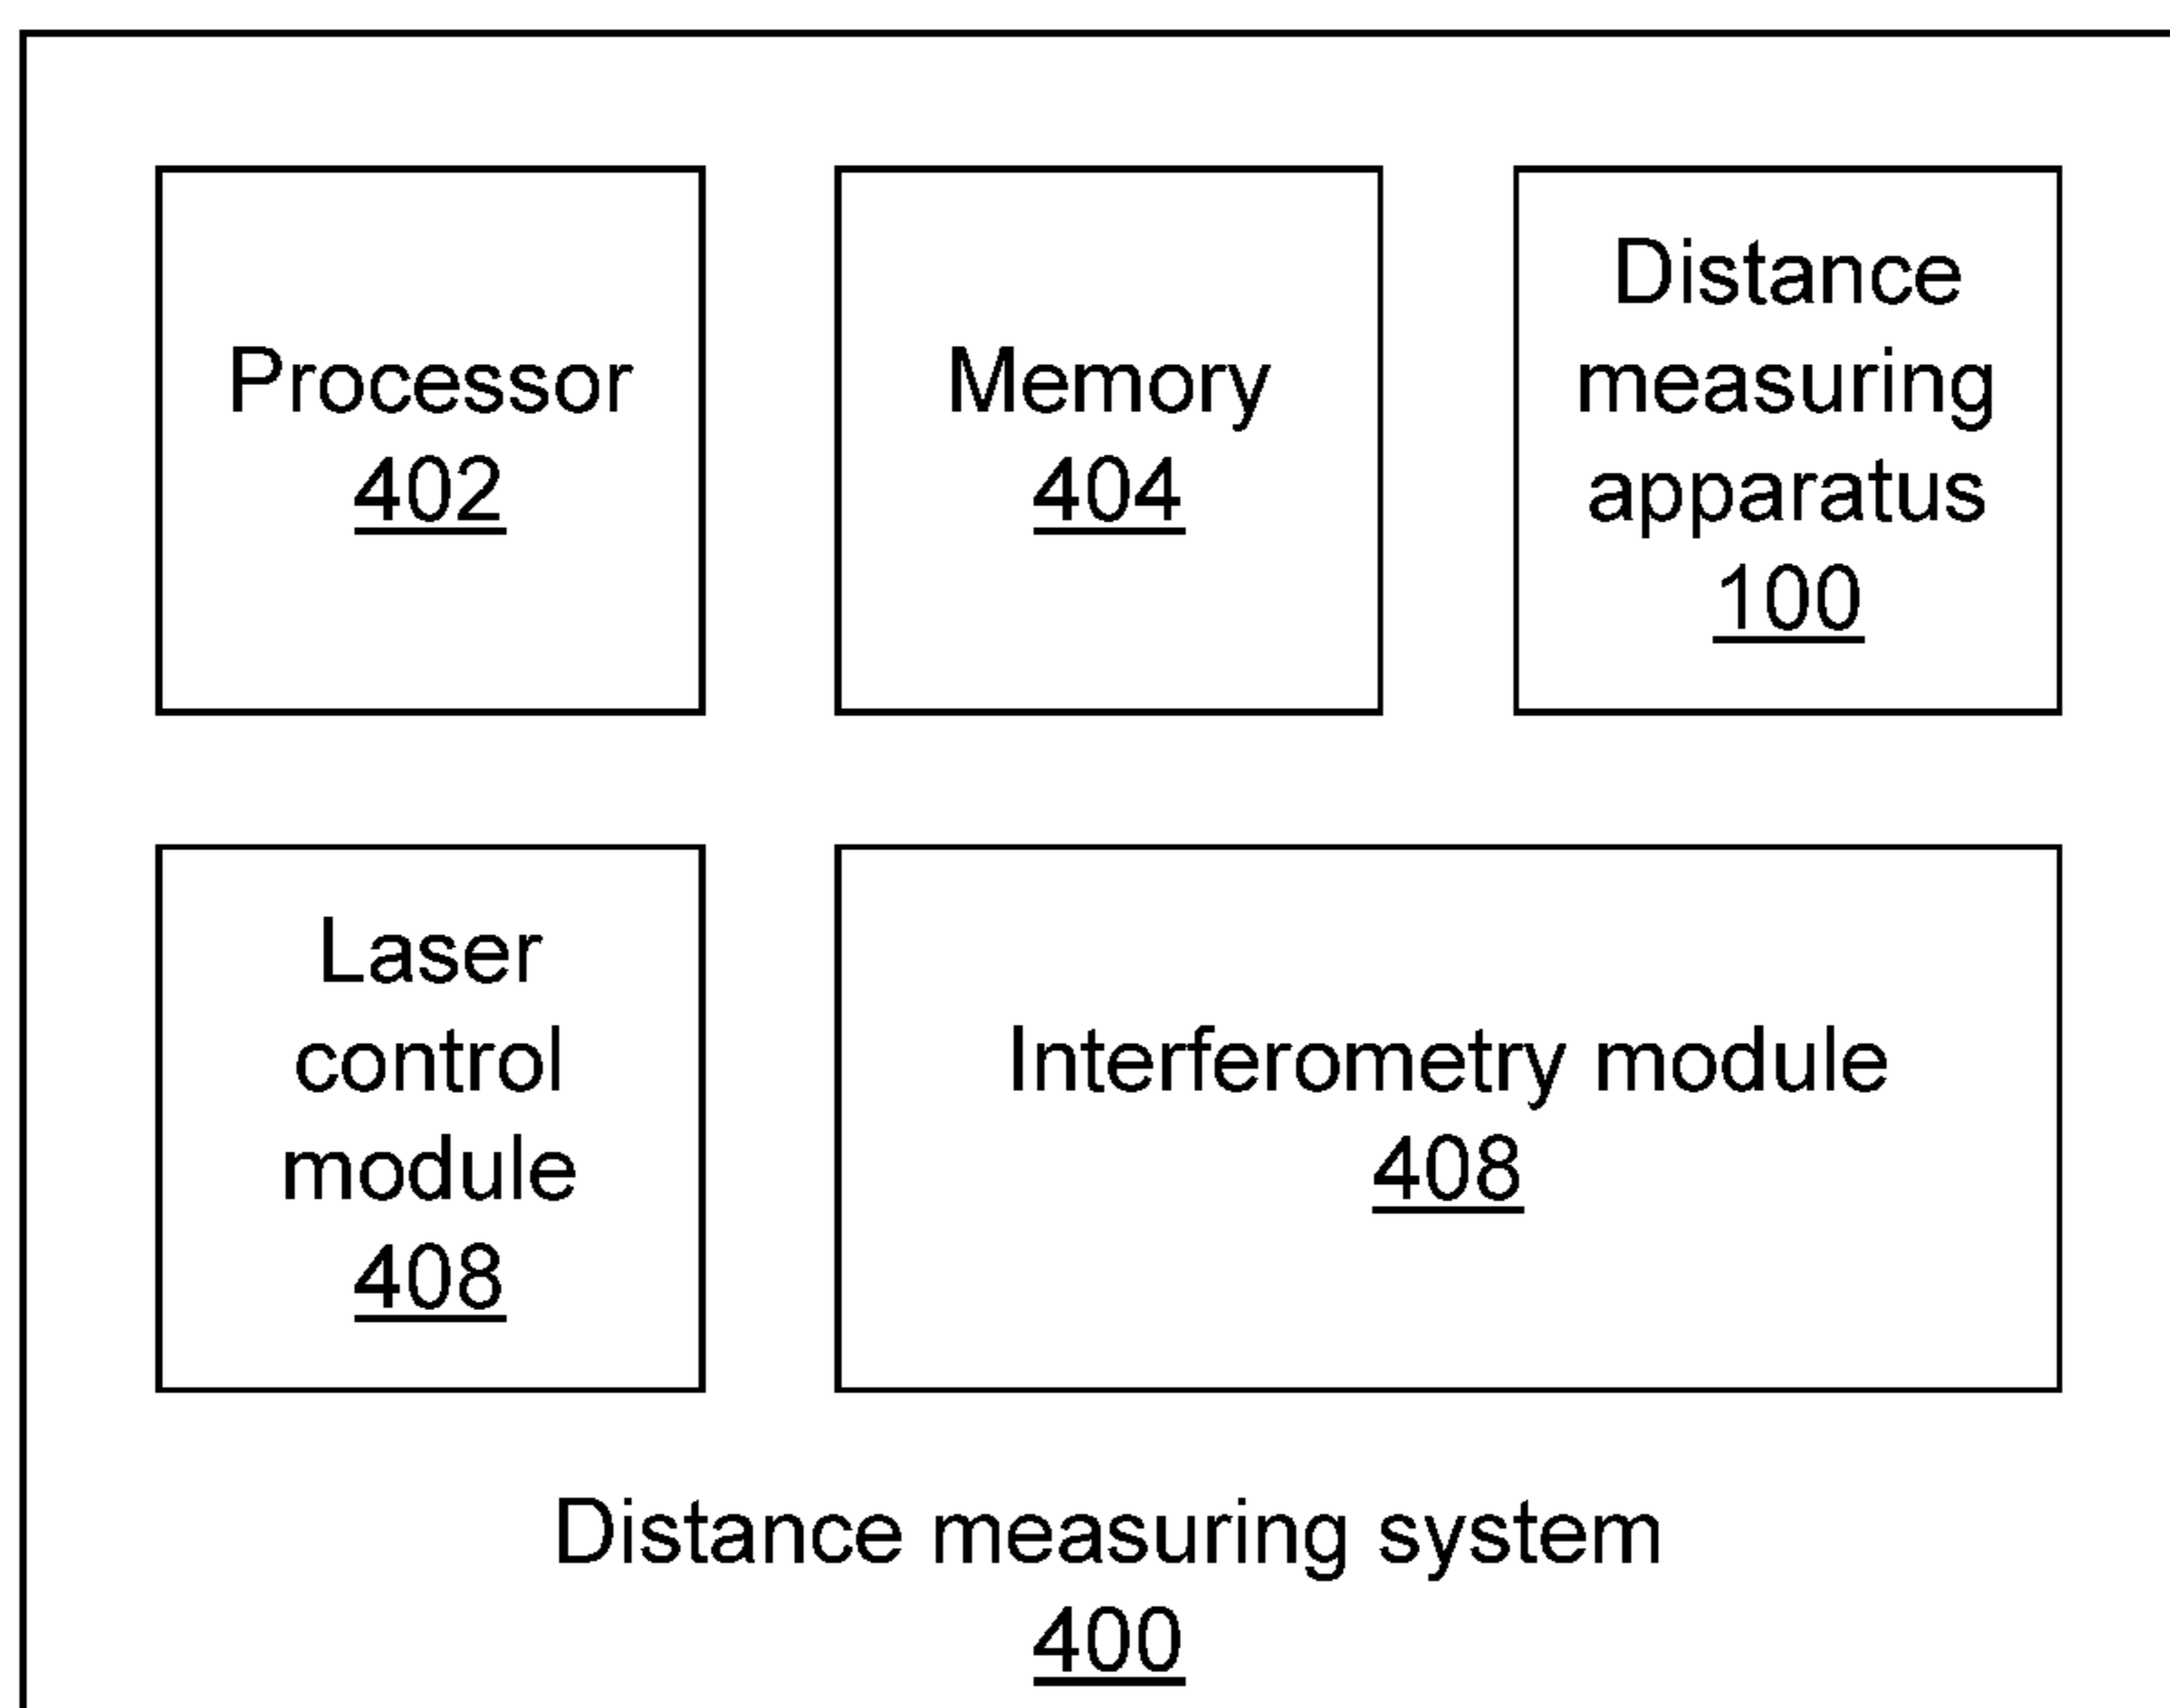 Processor
402
Memory
404
Distance
measuring
apparatus
100
Laser
control
module
408
Interferometry module
408
Distance measuring system
400